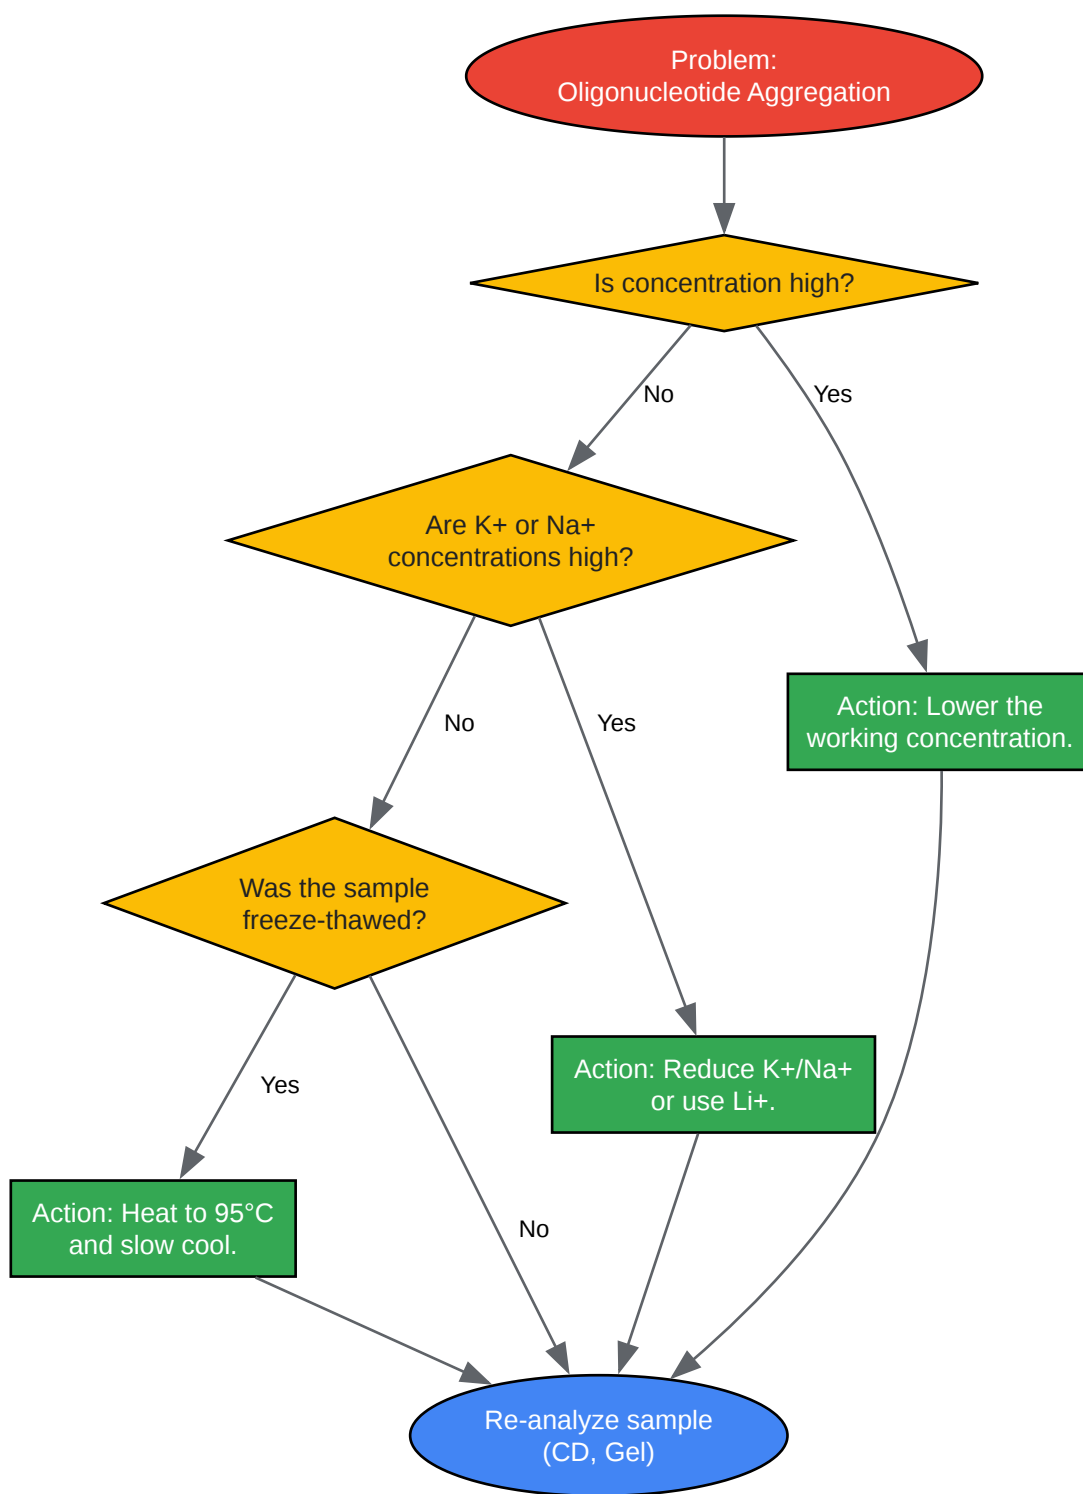 Problem:
Oligonucleotide Aggregation
Is concentration high?
No
Yes
Are K+ or Na+
concentrations high?
Action: Lower the
working concentration.
No
Yes
Was the sample
freeze-thawed?
Action: Reduce K+/Na+
or use Li+.
Yes
No
Action: Heat to 95°C
and slow cool.
Re-analyze sample
(CD, Gel)